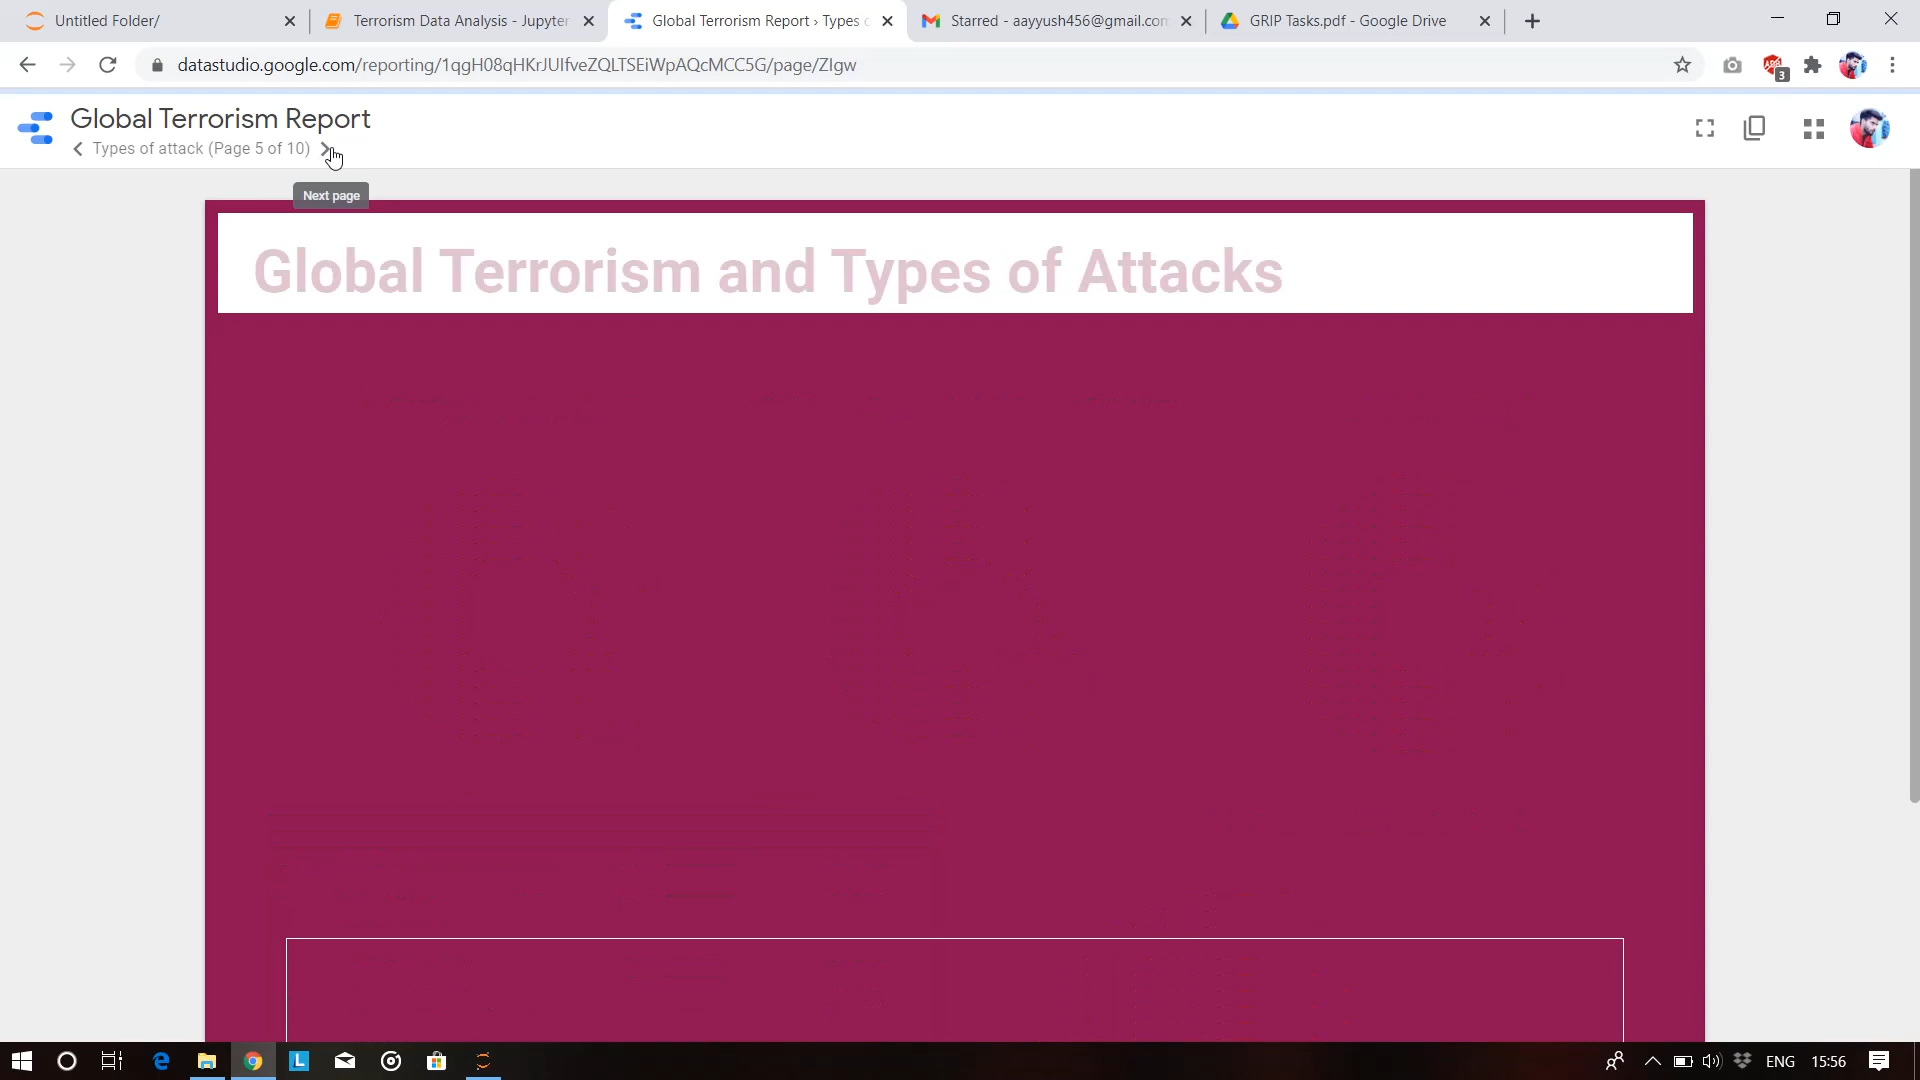 Untitled Folder/
Terrorism Data Analysis - Jupyter
Global Terrorism Report › Types o
Starred - aayyush456@gmail.com
GRIP Tasks.pdf - Google Drive
datastudio.google.com/reporting/1qgH08qHKrJUIfveZQLTSEiWpAQcMCC5G/page/ZIgw
3
Global Terrorism Report
Types of attack (Page 5 of 10)
Next page
Global Terrorism and Types of Attacks
L
ENG
15:56